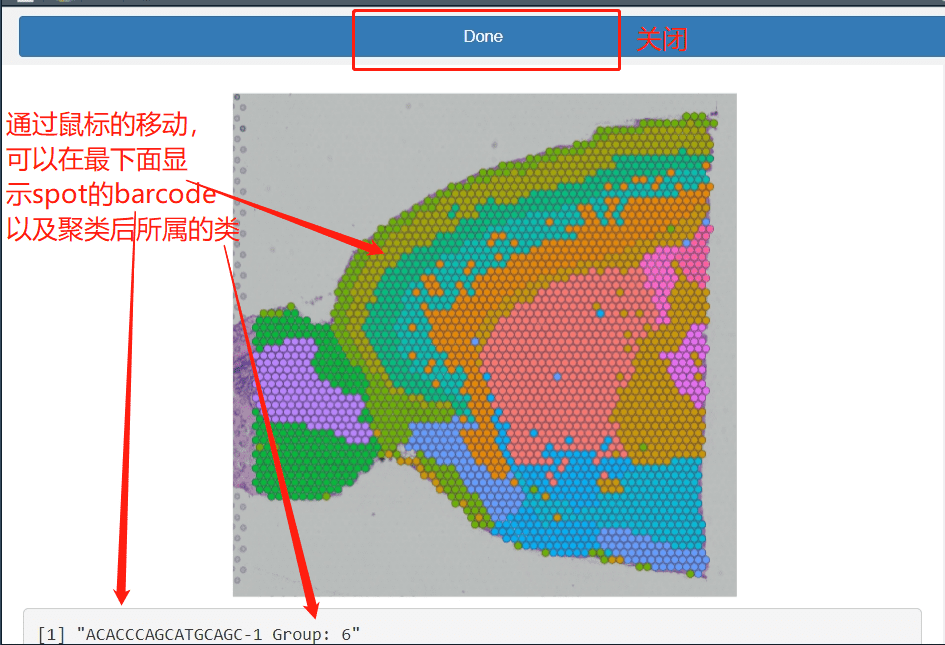 Done
关闭
通过鼠标的移动，
可以在最下面显
示spot的barcode
以及聚类后所属的类
[1] "ACACCCAGCATGCAGC-1 Group: 6"